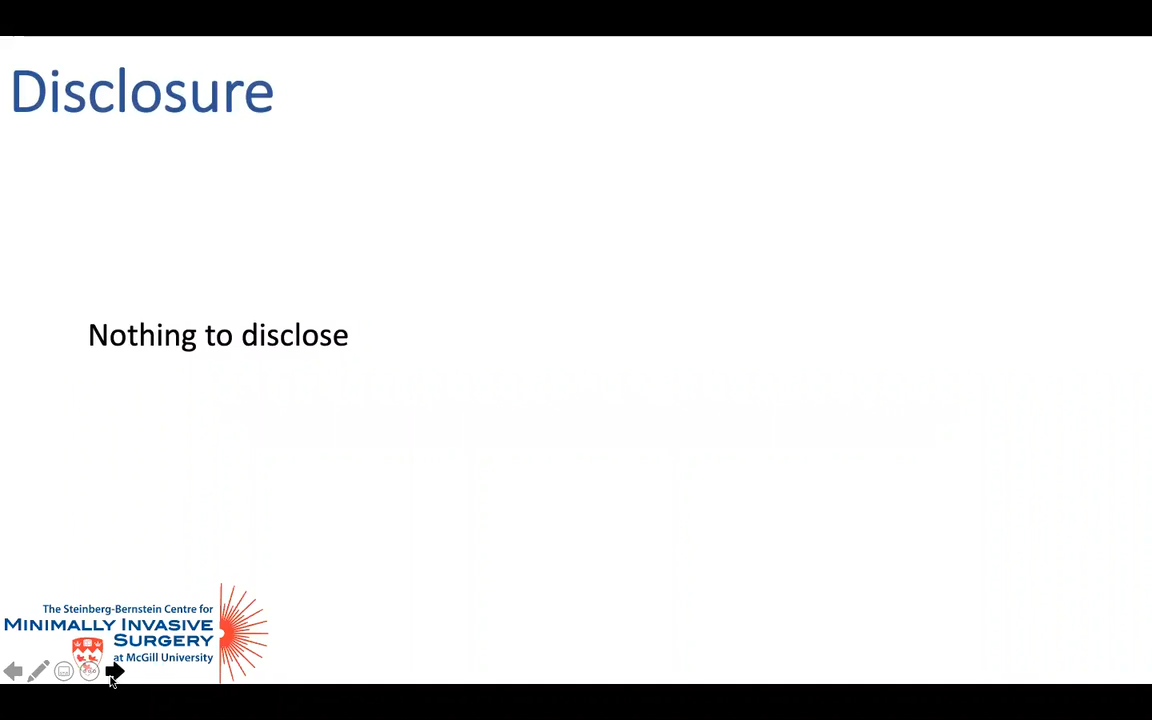 Disclosure
Nothing to disclose
The Steinberg-Bernstein Centre for
MINIMALLY INVASIVE
SURGERY
at McGill University